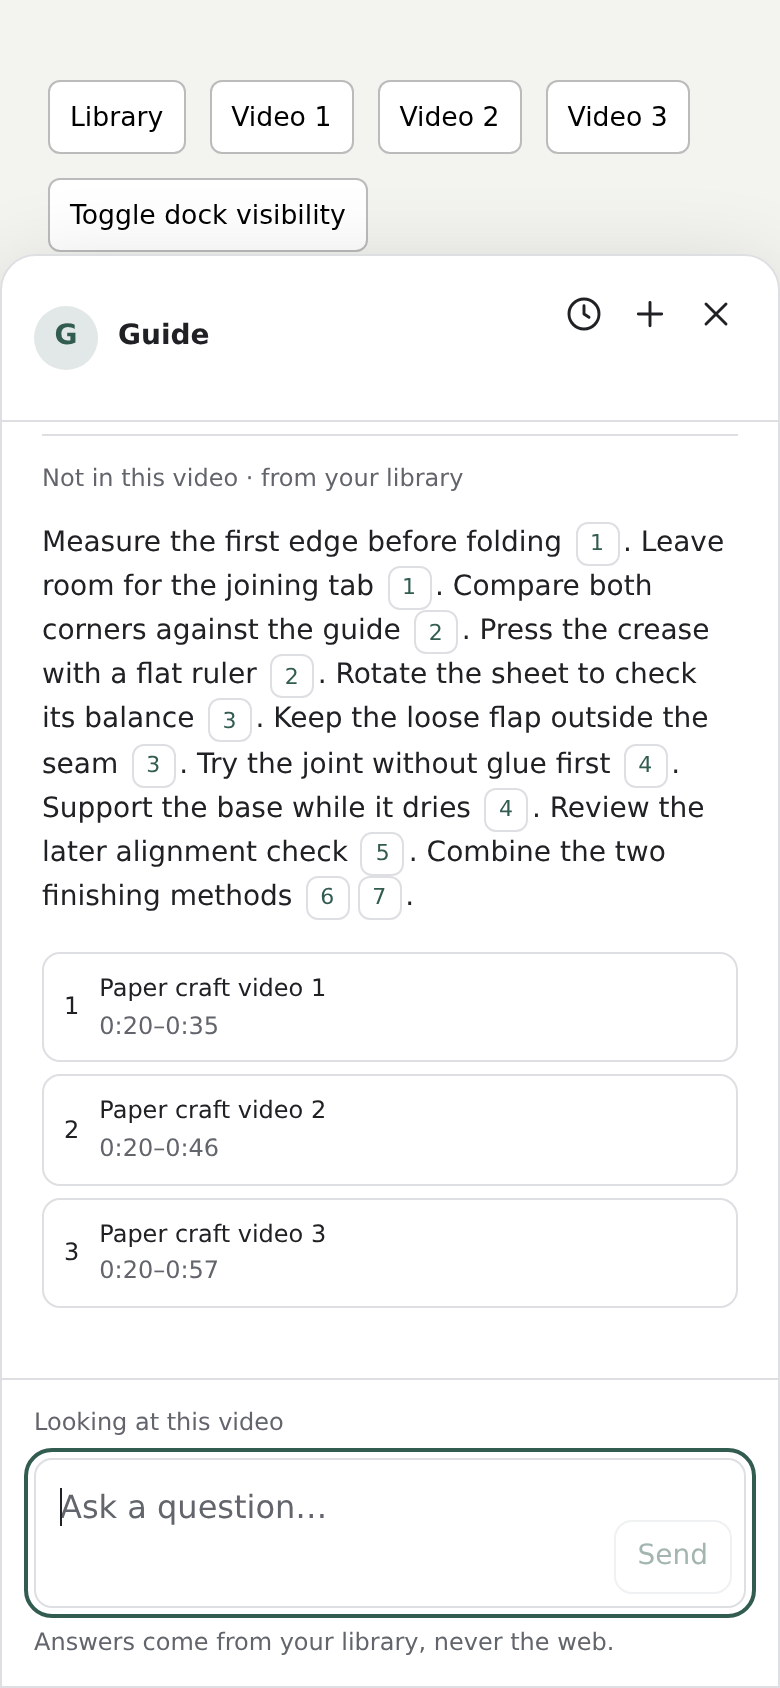 Library Video 1 Video 2 Video 3
Toggle dock visibility
G Guide
Not in this video · from your library
Measure the first edge before folding 1. Leave
room for the joining tab 1. Compare both
corners against the guide 2. Press the crease
with a flat ruler 2. Rotate the sheet to check
its balance 3. Keep the loose flap outside the
seam 3. Try the joint without glue first 4.
Support the base while it dries 4. Review the
later alignment check 5. Combine the two
finishing methods 6 7.
1 Paper craft video 1
0:20–0:35
2 Paper craft video 2
0:20–0:46
3 Paper craft video 3
0:20–0:57
Looking at this video
Ask a question...
Send
Answers come from your library, never the web.